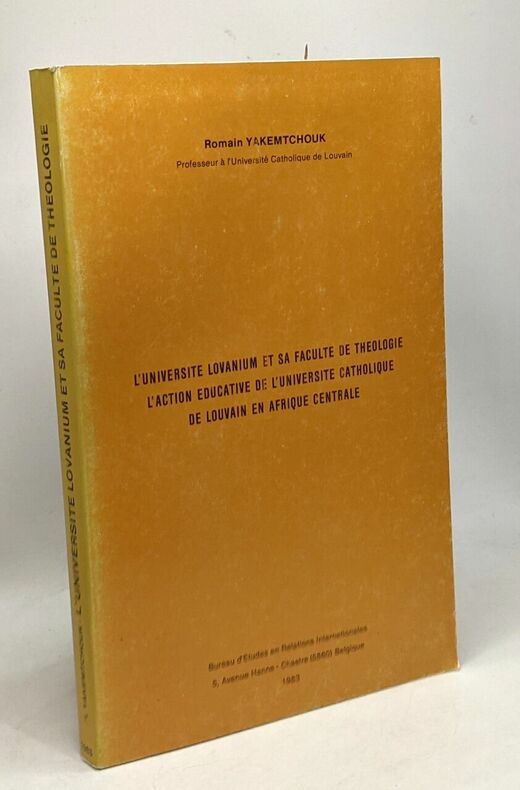 Romain YAKEMTCHOUK
Professeur à l'Université Catholique de Louvain
L'UNIVERSITE LOVANIUM ET SA FACULTE DE THEOLOGIE
L'ACTION EDUCATIVE DE L'UNIVERSITE CATHOLIQUE
DE LOUVAIN EN AFRIQUE CENTRALE
Bureau d'Etudes en Relations Internationales
5, Avenue Hanne - Chastre (5860) Belgique
1983
YAKEMTCHOUK - L'UNIVERSITE LOVANIUM ET SA FACULTE DE THEOLOGIE